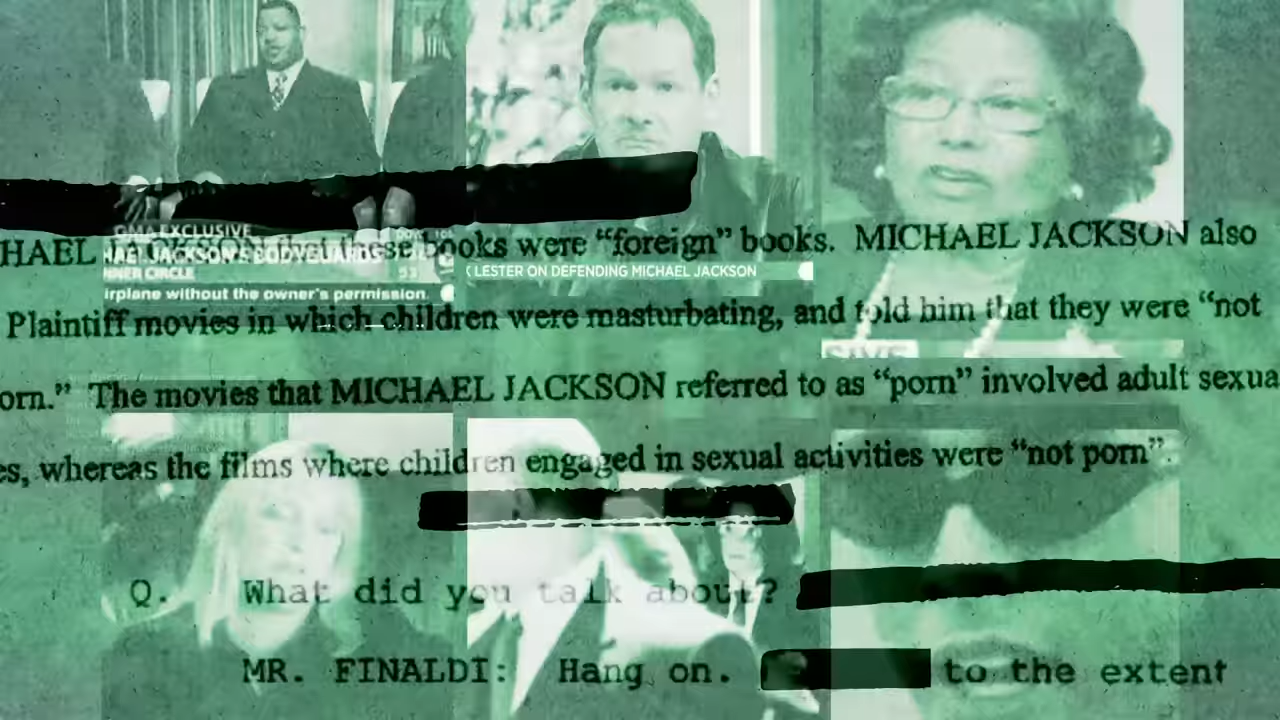 GMA EXCLUSIVE
HAEL JACKSON'S BODYGUARDS
INNER CIRCLE
irplane without the owner's permission.
LESTER ON DEFENDING MICHAEL JACKSON
HAEL books were “foreign” books. MICHAEL JACKSON also
Plaintiff movies in which children were masturbating, and told him that they were “not
orn.” The movies that MICHAEL JACKSON referred to as “porn” involved adult sexua
es, whereas the films where children engaged in sexual activities were “not porn”.
Q. What did you talk about?
MR. FINALDI: Hang on. to the extent